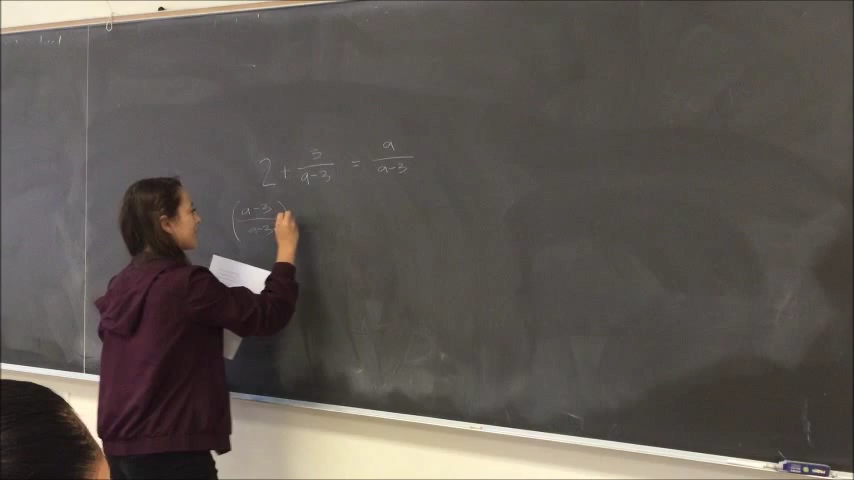 2 + 3/(a-3) = a/(a-3)
((a-3)/(a-3))